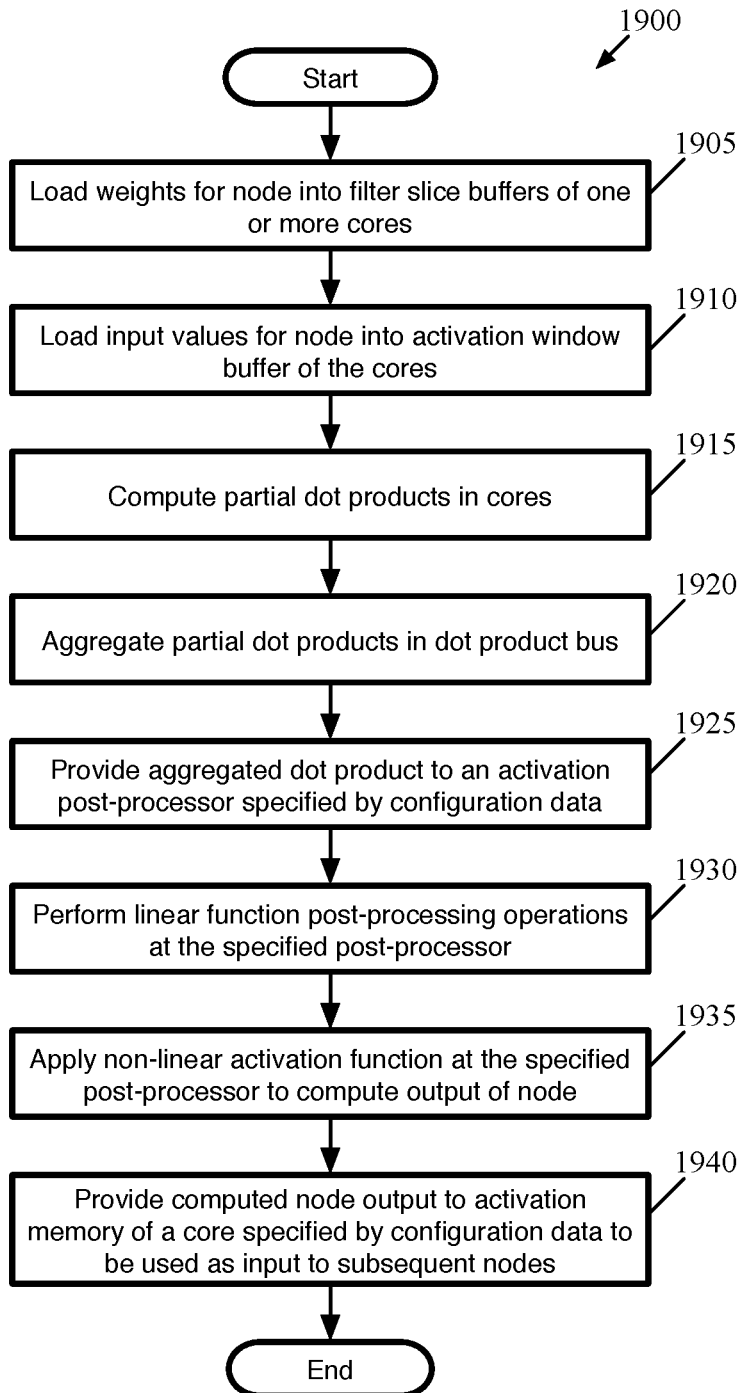 1900
Start
1905
Load weights for node into filter slice buffers of one
or more cores
1910
Load input values for node into activation window
buffer of the cores
1915
Compute partial dot products in cores
1920
Aggregate partial dot products in dot product bus
1925
Provide aggregated dot product to an activation
post-processor specified by configuration data
1930
Perform linear function post-processing operations
at the specified post-processor
1935
Apply non-linear activation function at the specified
post-processor to compute output of node
1940
Provide computed node output to activation
memory of a core specified by configuration data to
be used as input to subsequent nodes
End